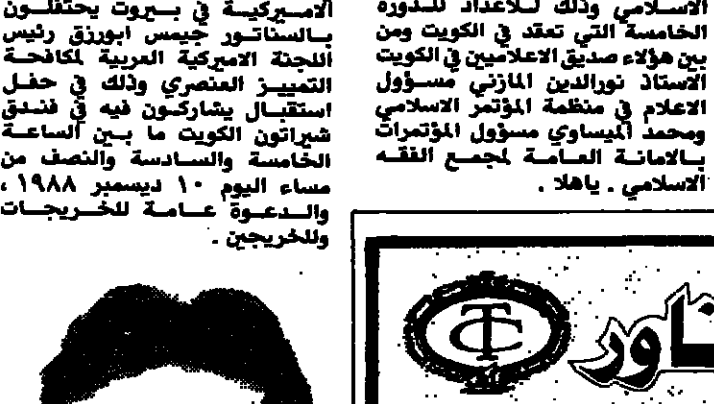 الاسلامي وذلك للاعداد للدورة
الخامسة التي تعقد في الكويت ومن
بين هؤلاء صديق الاعلاميين في الكويت
الاستاذ نورالدين المازني مسؤول
الاعلام في منظمة المؤتمر الاسلامي
ومحمد الميساوي مسؤول المؤتمرات
بالامانة العامة لمجمع الفقه
الاسلامي . ياهلا .
الاميركية في بيروت يحتفلون
بالسناتور جيمس ابورزق رئيس
اللجنة الاميركية العربية لمكافحة
التمييز العنصري وذلك في حفل
استقبال يشاركون فيه في فندق
شيراتون الكويت ما بين الساعة
الخامسة والسادسة والنصف من
مساء اليوم ١٠ ديسمبر ١٩٨٨ ،
والدعوة عامة للخريجات
وللخريجين .
TC